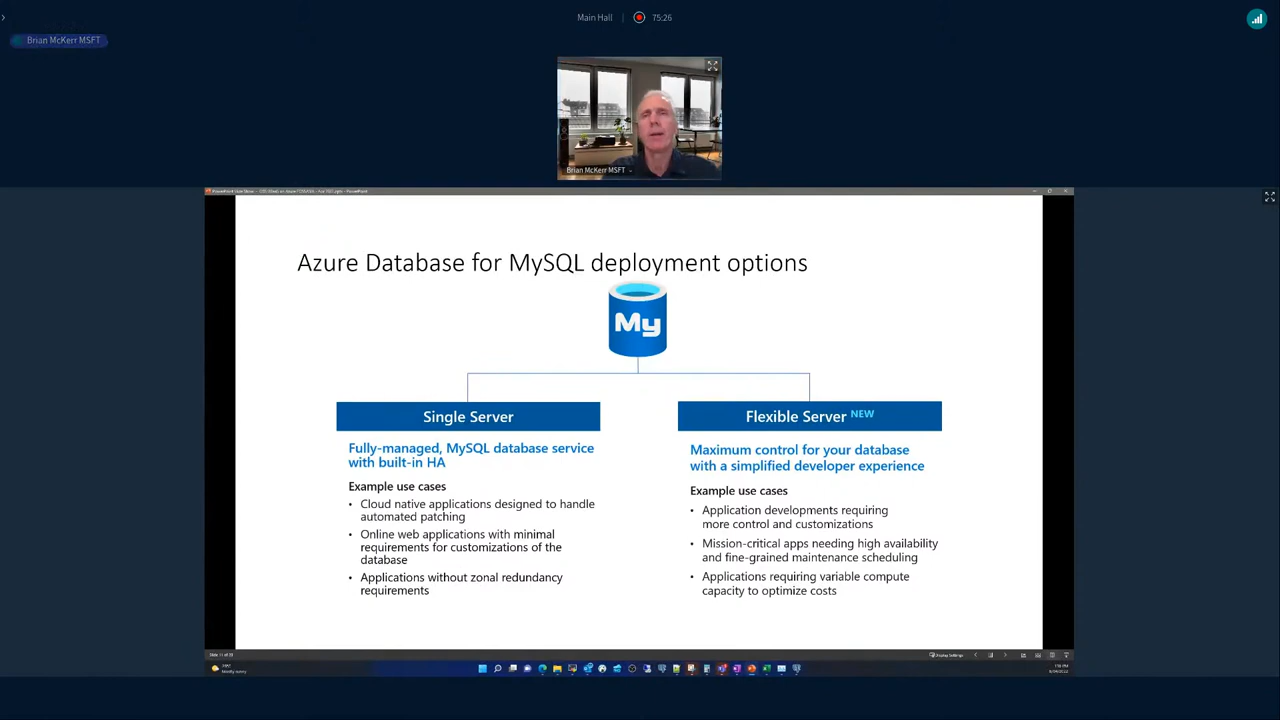 Main Hall
75:26
Brian McKerr MSFT
Brian McKerr MSFT
Azure Database for MySQL deployment options
My
Single Server
Fully-managed, MySQL database service
with built-in HA
Example use cases
• Cloud native applications designed to handle
automated patching
• Online web applications with minimal
requirements for customizations of the
database
• Applications without zonal redundancy
requirements
Flexible Server NEW
Maximum control for your database
with a simplified developer experience
Example use cases
• Application developments requiring
more control and customizations
• Mission-critical apps needing high availability
and fine-grained maintenance scheduling
• Applications requiring variable compute
capacity to optimize costs
Display Settings